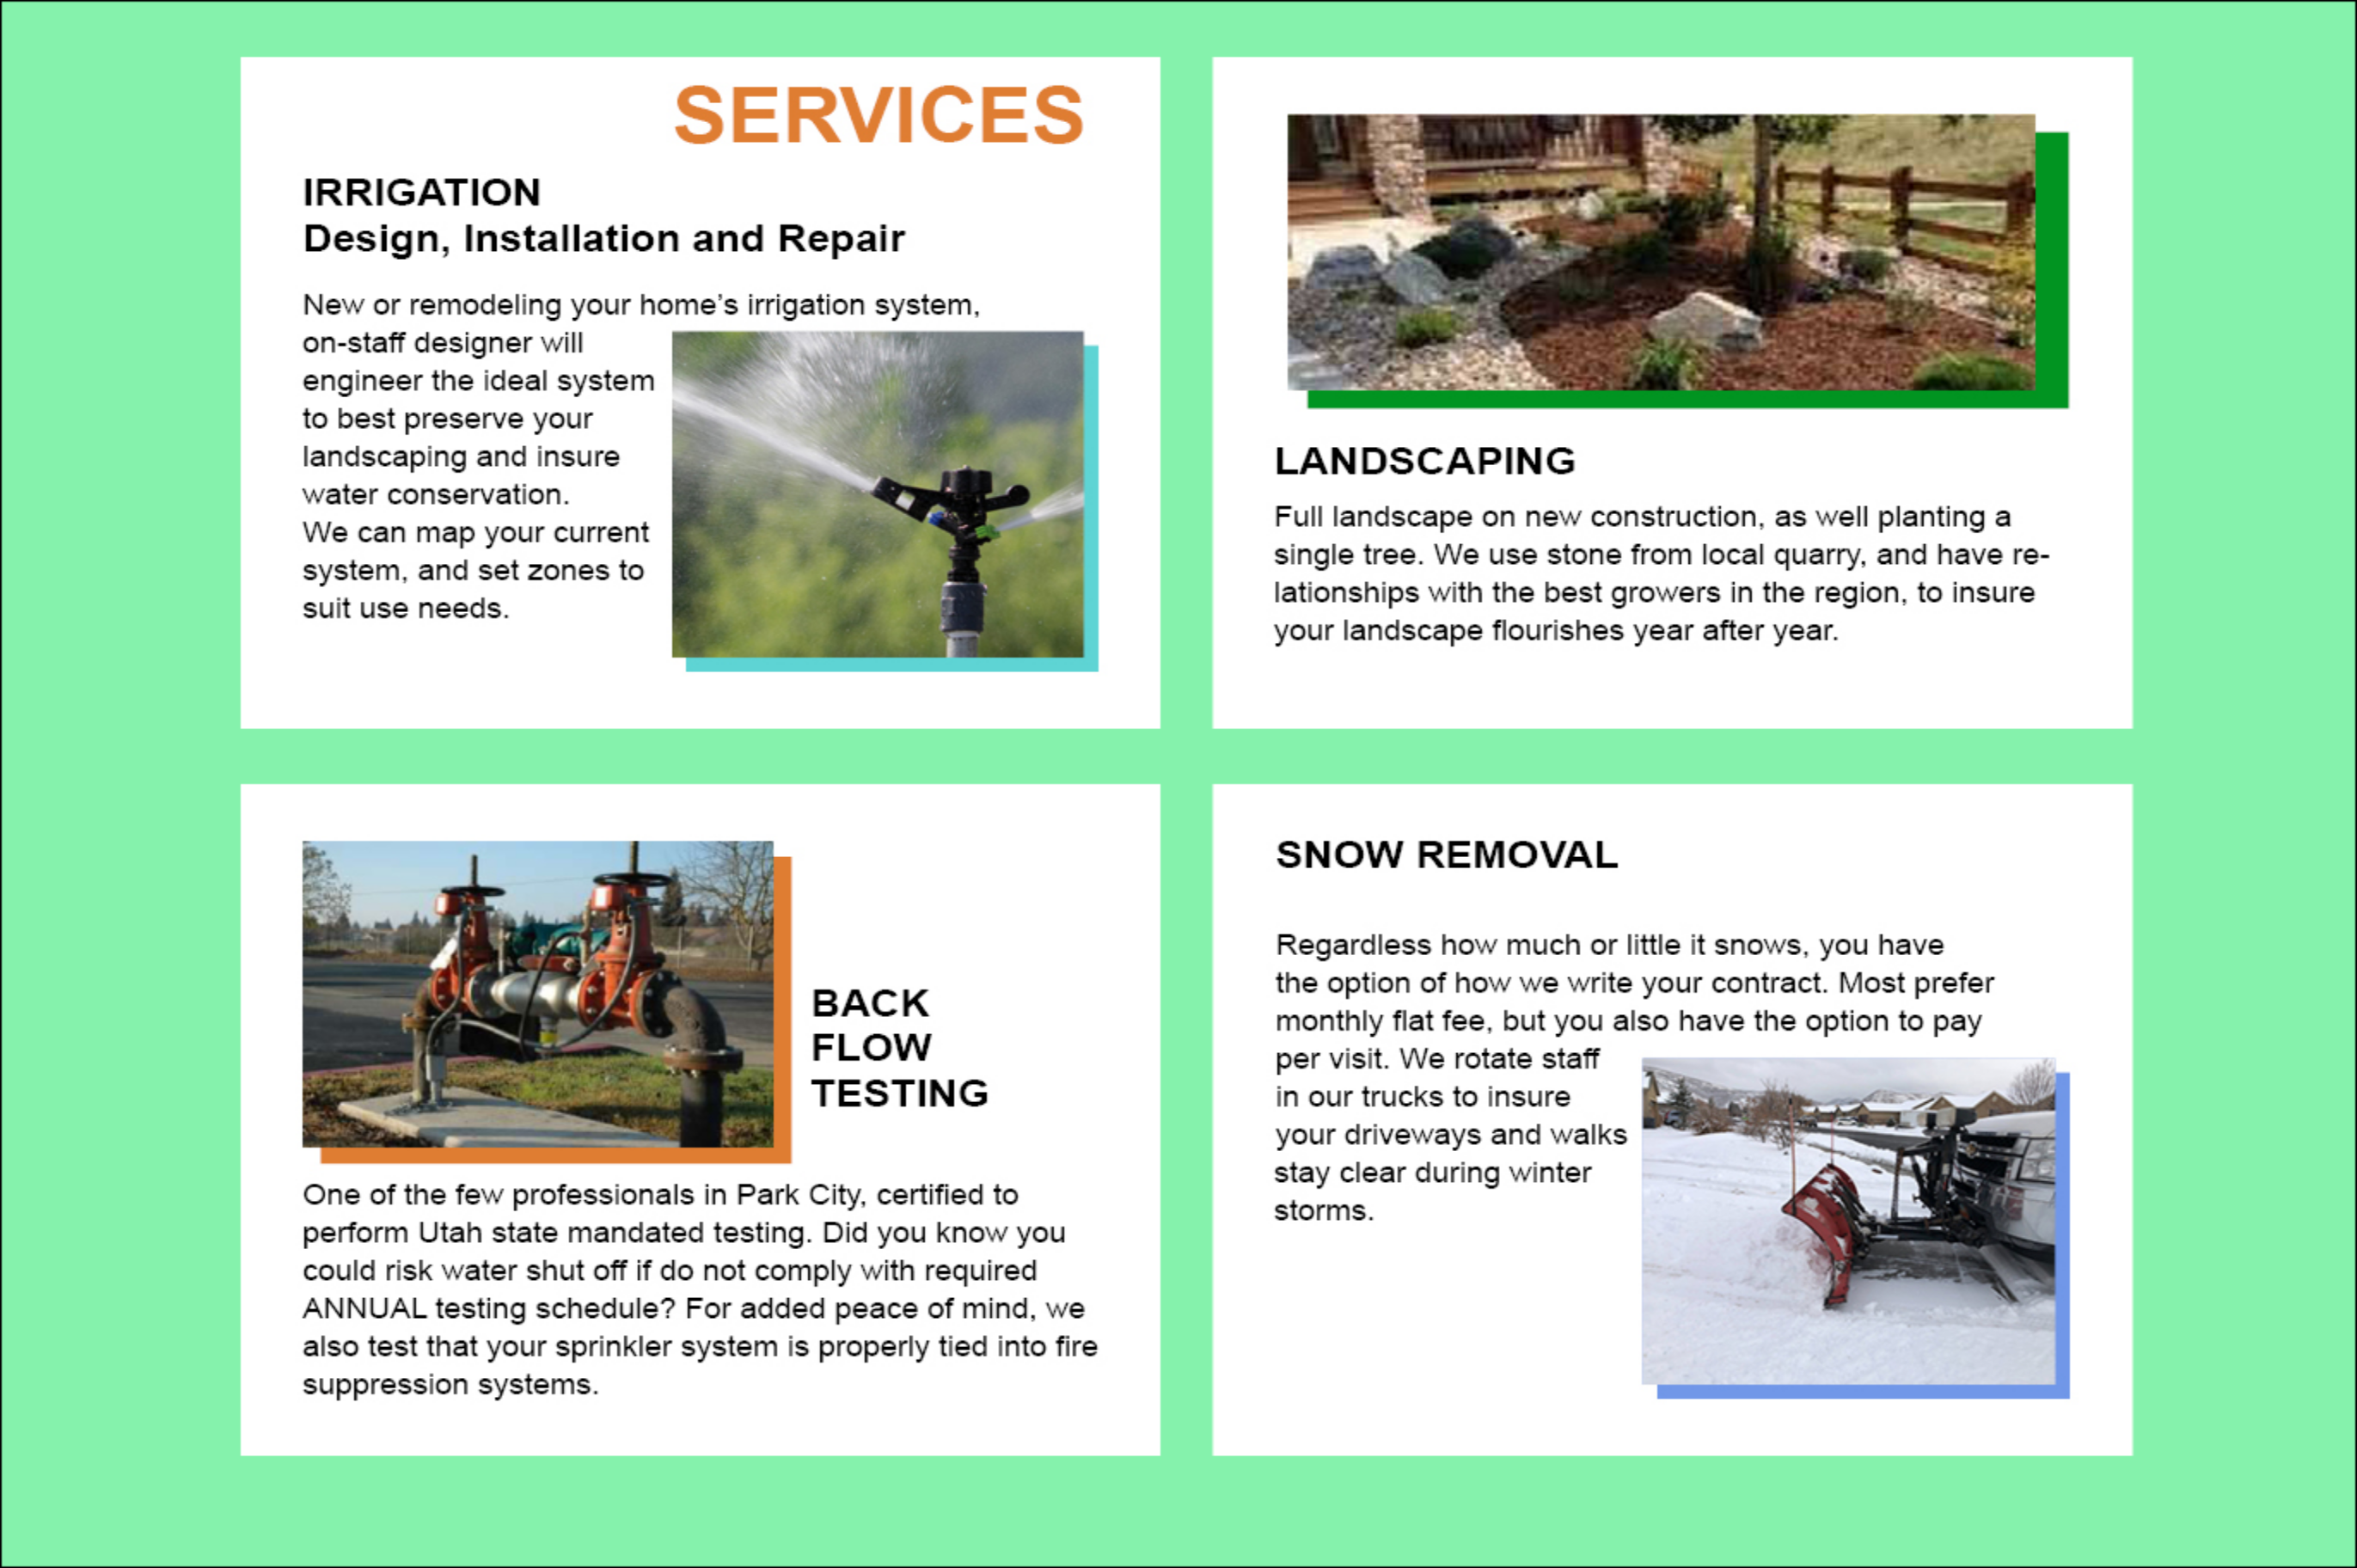 SERVICES
IRRIGATION
Design, Installation and Repair
New or remodeling your home’s irrigation system,
on-staff designer will
engineer the ideal system
to best preserve your
landscaping and insure
water conservation.
We can map your current
system, and set zones to
suit use needs.
LANDSCAPING
Full landscape on new construction, as well planting a
single tree. We use stone from local quarry, and have re-
lationships with the best growers in the region, to insure
your landscape flourishes year after year.
BACK
FLOW
TESTING
One of the few professionals in Park City, certified to
perform Utah state mandated testing. Did you know you
could risk water shut off if do not comply with required
ANNUAL testing schedule? For added peace of mind, we
also test that your sprinkler system is properly tied into fire
suppression systems.
SNOW REMOVAL
Regardless how much or little it snows, you have
the option of how we write your contract. Most prefer
monthly flat fee, but you also have the option to pay
per visit. We rotate staff
in our trucks to insure
your driveways and walks
stay clear during winter
storms.